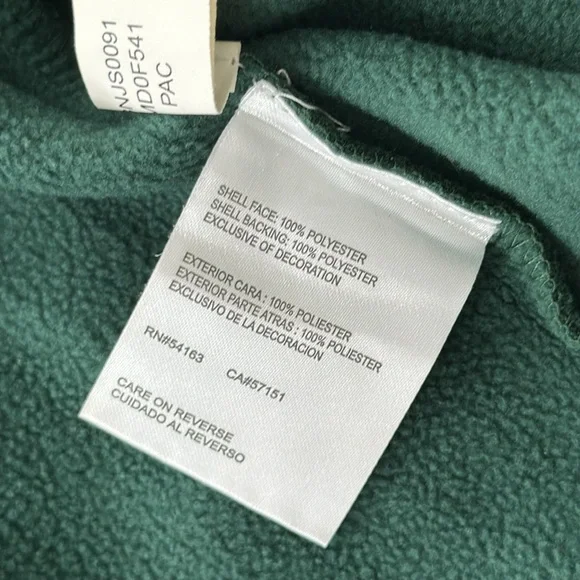 NJS0091
MD0F541
PAC
SHELL FACE: 100% POLYESTER
SHELL BACKING: 100% POLYESTER
EXCLUSIVE OF DECORATION
EXTERIOR CARA : 100% POLIESTER
EXTERIOR PARTE ATRAS : 100% POLIESTER
EXCLUSIVO DE LA DECORACION
RN#54163 CA#57151
CARE ON REVERSE
CUIDADO AL REVERSO